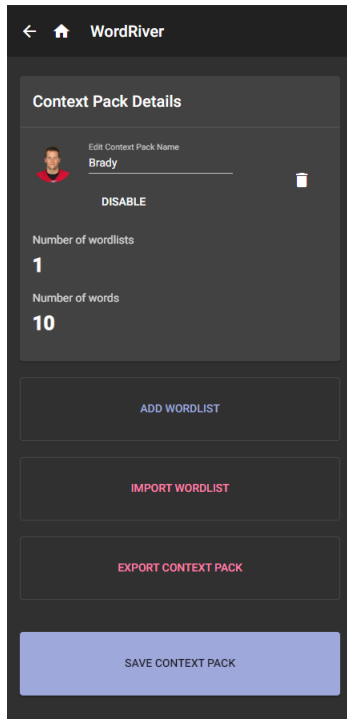 WordRiver
Context Pack Details
Edit Context Pack Name
Brady
DISABLE
Number of wordlists
1
Number of words
10
ADD WORDLIST
IMPORT WORDLIST
EXPORT CONTEXT PACK
SAVE CONTEXT PACK